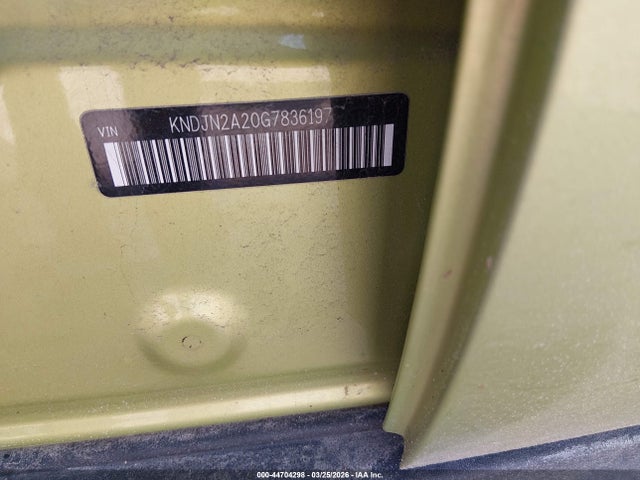 VIN KNDJN2A20G7836197
000-44704298 - 03/25/2026 - IAA Inc.